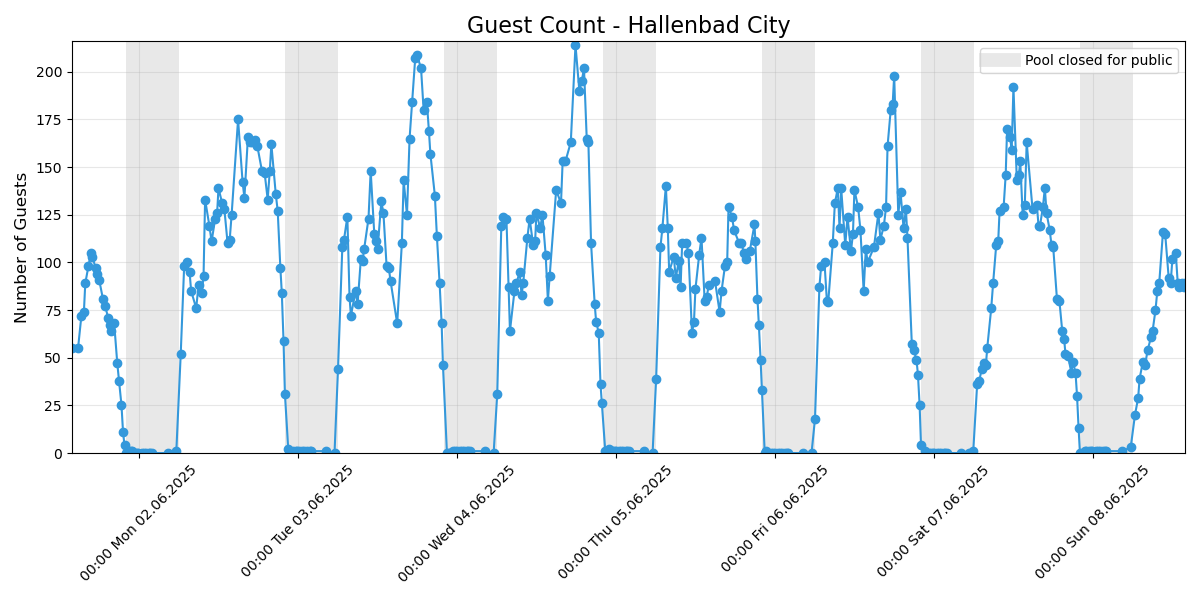 Guest Count - Hallenbad City
Pool closed for public
Number of Guests
200
175
150
125
100
75
50
25
0
00:00 Mon 02.06.2025
00:00 Tue 03.06.2025
00:00 Wed 04.06.2025
00:00 Thu 05.06.2025
00:00 Fri 06.06.2025
00:00 Sat 07.06.2025
00:00 Sun 08.06.2025